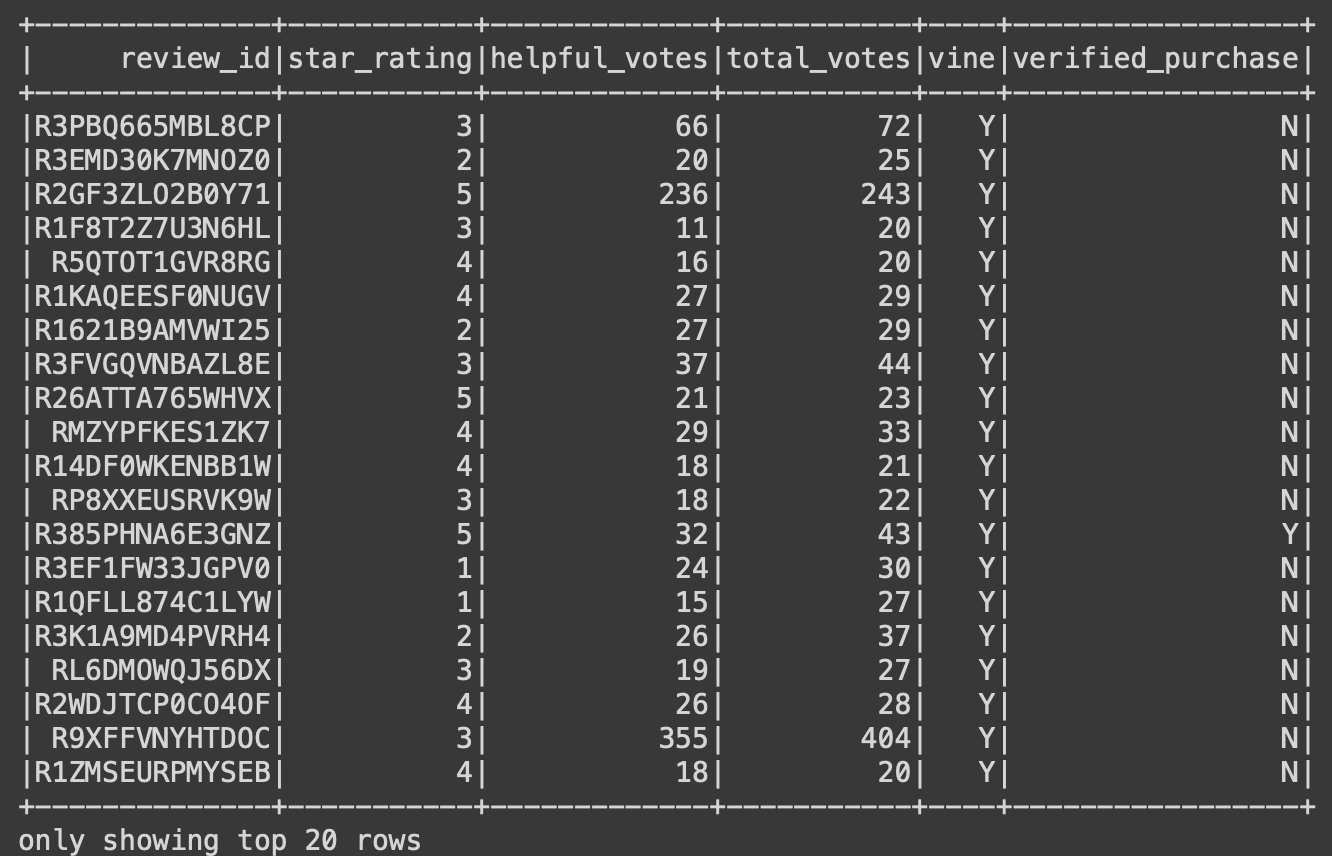 +--------------+-----------+-------------+-----------+----+-----------------+
|     review_id|star_rating|helpful_votes|total_votes|vine|verified_purchase|
+--------------+-----------+-------------+-----------+----+-----------------+
|R3PBQ665MBL8CP|          3|           66|         72|   Y|                N|
|R3EMD30K7MNOZ0|          2|           20|         25|   Y|                N|
|R2GF3ZLO2B0Y71|          5|          236|        243|   Y|                N|
|R1F8T2Z7U3N6HL|          3|           11|         20|   Y|                N|
| R5QTOT1GVR8RG|          4|           16|         20|   Y|                N|
|R1KAQEESF0NUGV|          4|           27|         29|   Y|                N|
|R1621B9AMVWI25|          2|           27|         29|   Y|                N|
|R3FVGQVNBAZL8E|          3|           37|         44|   Y|                N|
|R26ATTA765WHVX|          5|           21|         23|   Y|                N|
| RMZYPFKES1ZK7|          4|           29|         33|   Y|                N|
|R14DF0WKENBB1W|          4|           18|         21|   Y|                N|
| RP8XXEUSRVK9W|          3|           18|         22|   Y|                N|
|R385PHNA6E3GNZ|          5|           32|         43|   Y|                Y|
|R3EF1FW33JGPV0|          1|           24|         30|   Y|                N|
|R1QFLL874C1LYW|          1|           15|         27|   Y|                N|
|R3K1A9MD4PVRH4|          2|           26|         37|   Y|                N|
| RL6DMOWQJ56DX|          3|           19|         27|   Y|                N|
|R2WDJTCP0CO4OF|          4|           26|         28|   Y|                N|
| R9XFFVNYHTDOC|          3|          355|        404|   Y|                N|
|R1ZMSEURPMYSEB|          4|           18|         20|   Y|                N|
+--------------+-----------+-------------+-----------+----+-----------------+
only showing top 20 rows